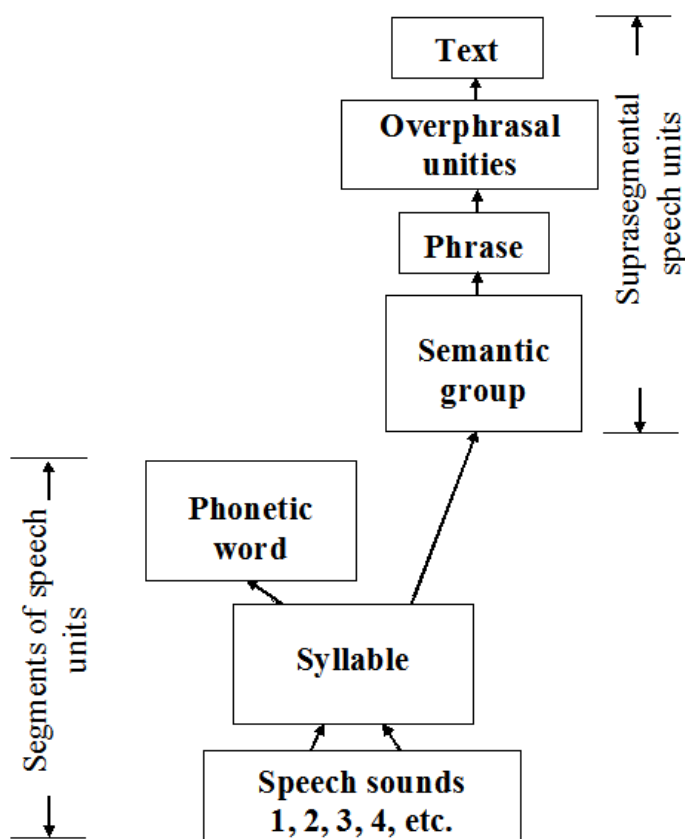 Text
Overphrasal
unities
Phrase
Semantic
group
Suprasegmental
speech units
Phonetic
word
Syllable
Speech sounds
1, 2, 3, 4, etc.
Segments of speech
units